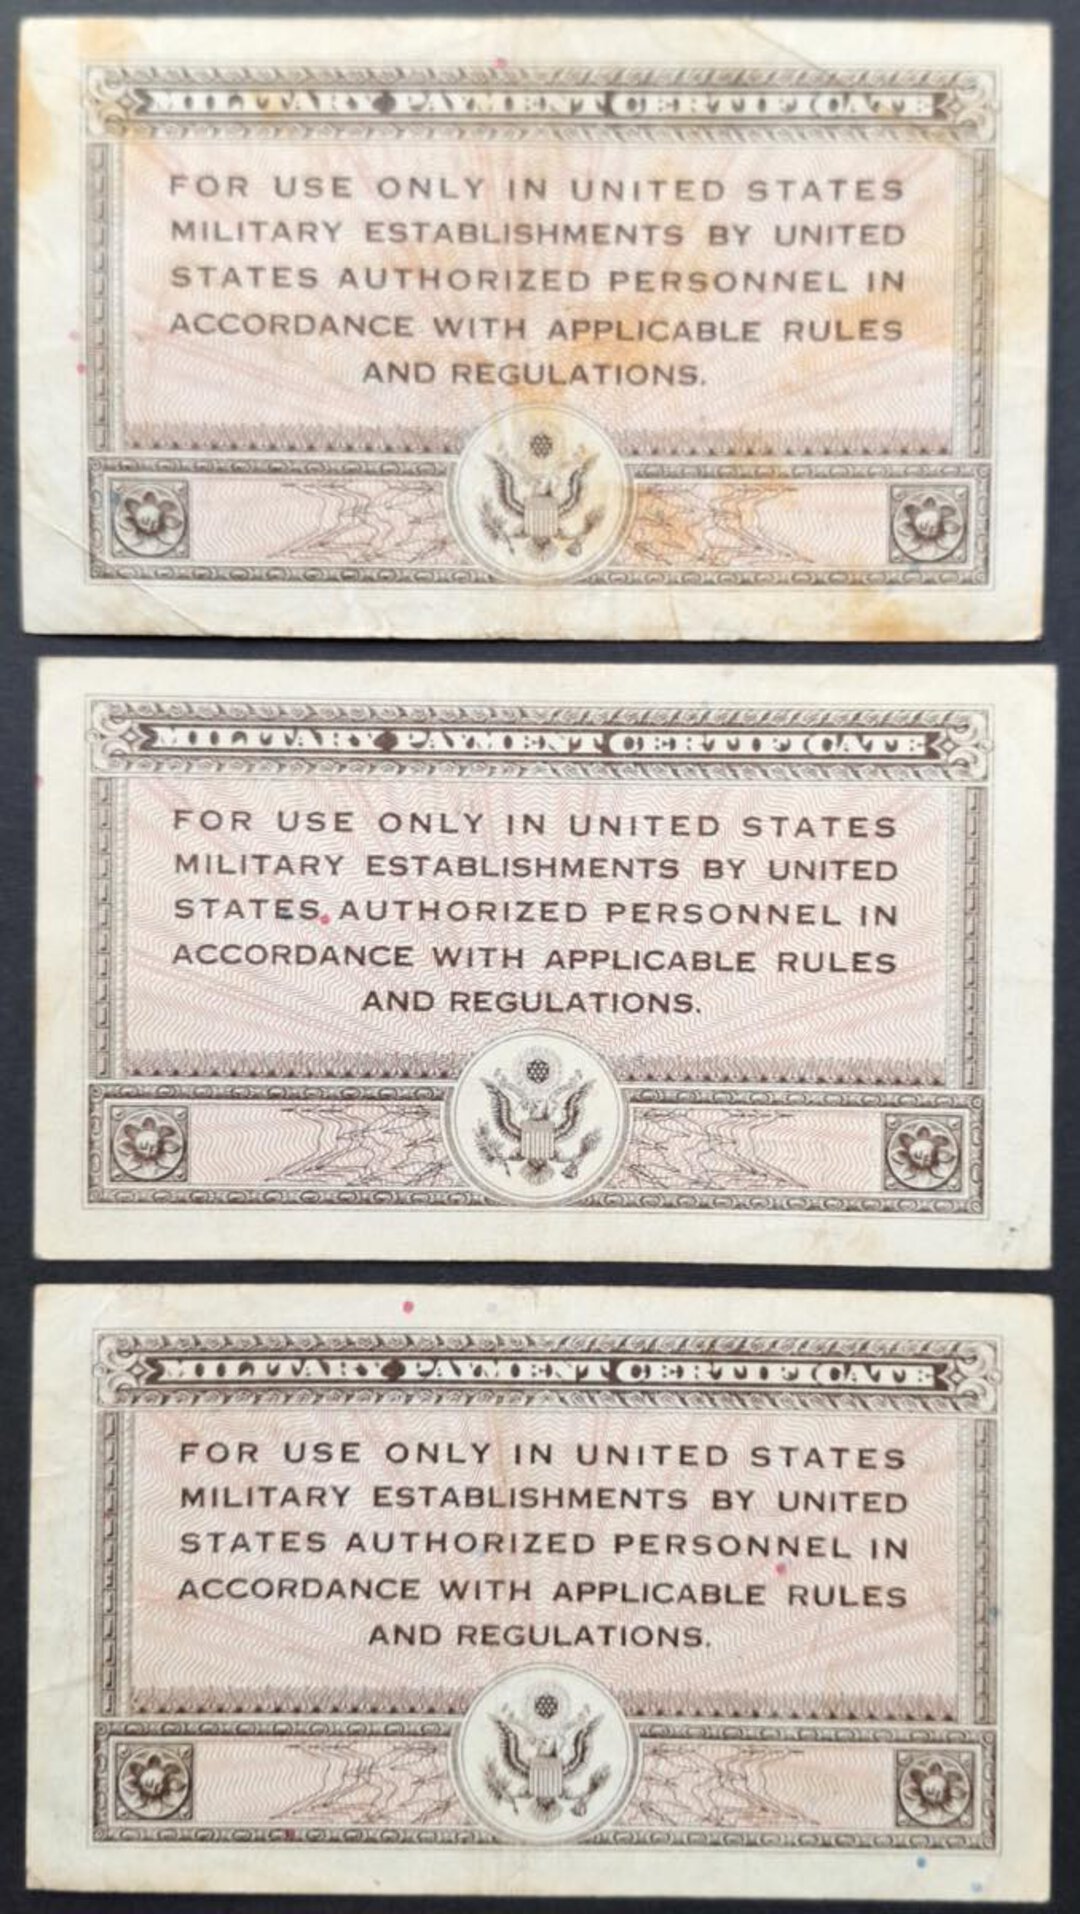 MILITARY PAYMENT CERTIFICATE
FOR USE ONLY IN UNITED STATES
MILITARY ESTABLISHMENTS BY UNITED
STATES AUTHORIZED PERSONNEL IN
ACCORDANCE WITH APPLICABLE RULES
AND REGULATIONS.
MILITARY PAYMENT CERTIFICATE
FOR USE ONLY IN UNITED STATES
MILITARY ESTABLISHMENTS BY UNITED
STATES AUTHORIZED PERSONNEL IN
ACCORDANCE WITH APPLICABLE RULES
AND REGULATIONS.
MILITARY PAYMENT CERTIFICATE
FOR USE ONLY IN UNITED STATES
MILITARY ESTABLISHMENTS BY UNITED
STATES AUTHORIZED PERSONNEL IN
ACCORDANCE WITH APPLICABLE RULES
AND REGULATIONS.